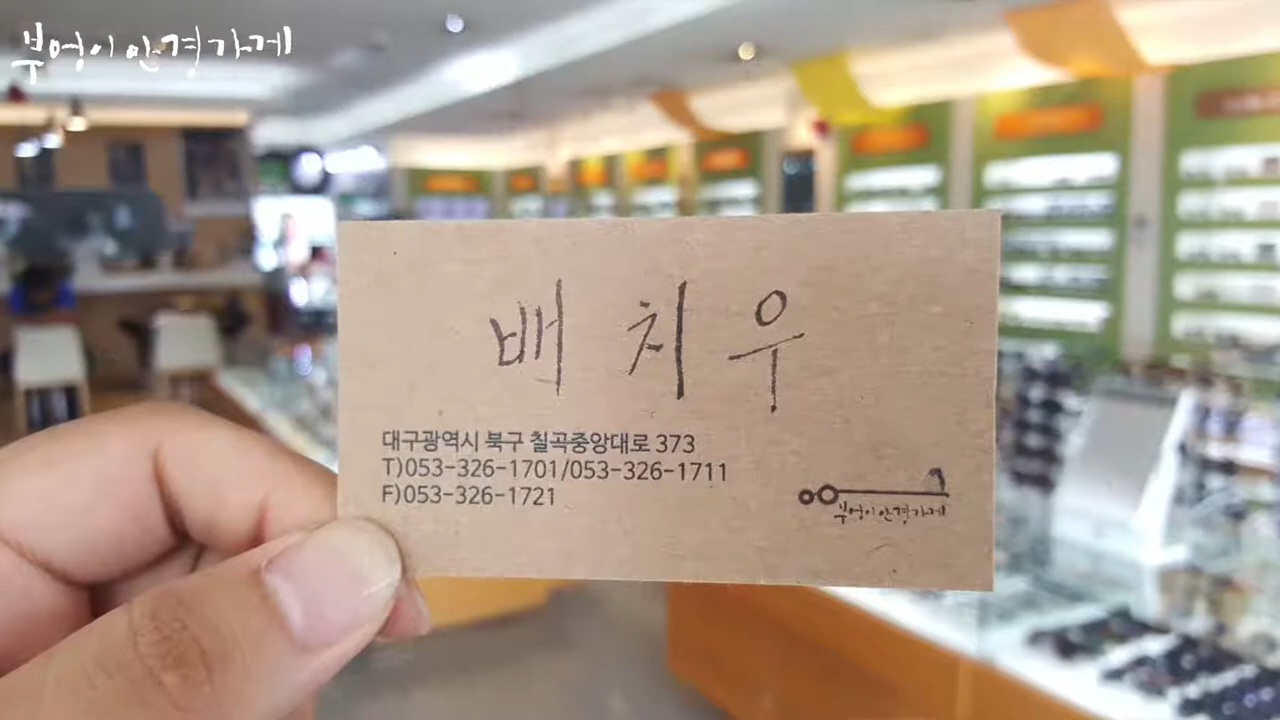 부엉이안경가게
배 치 우
대구광역시 북구 칠곡중앙대로 373
T)053-326-1701/053-326-1711
F)053-326-1721
부엉이안경가게